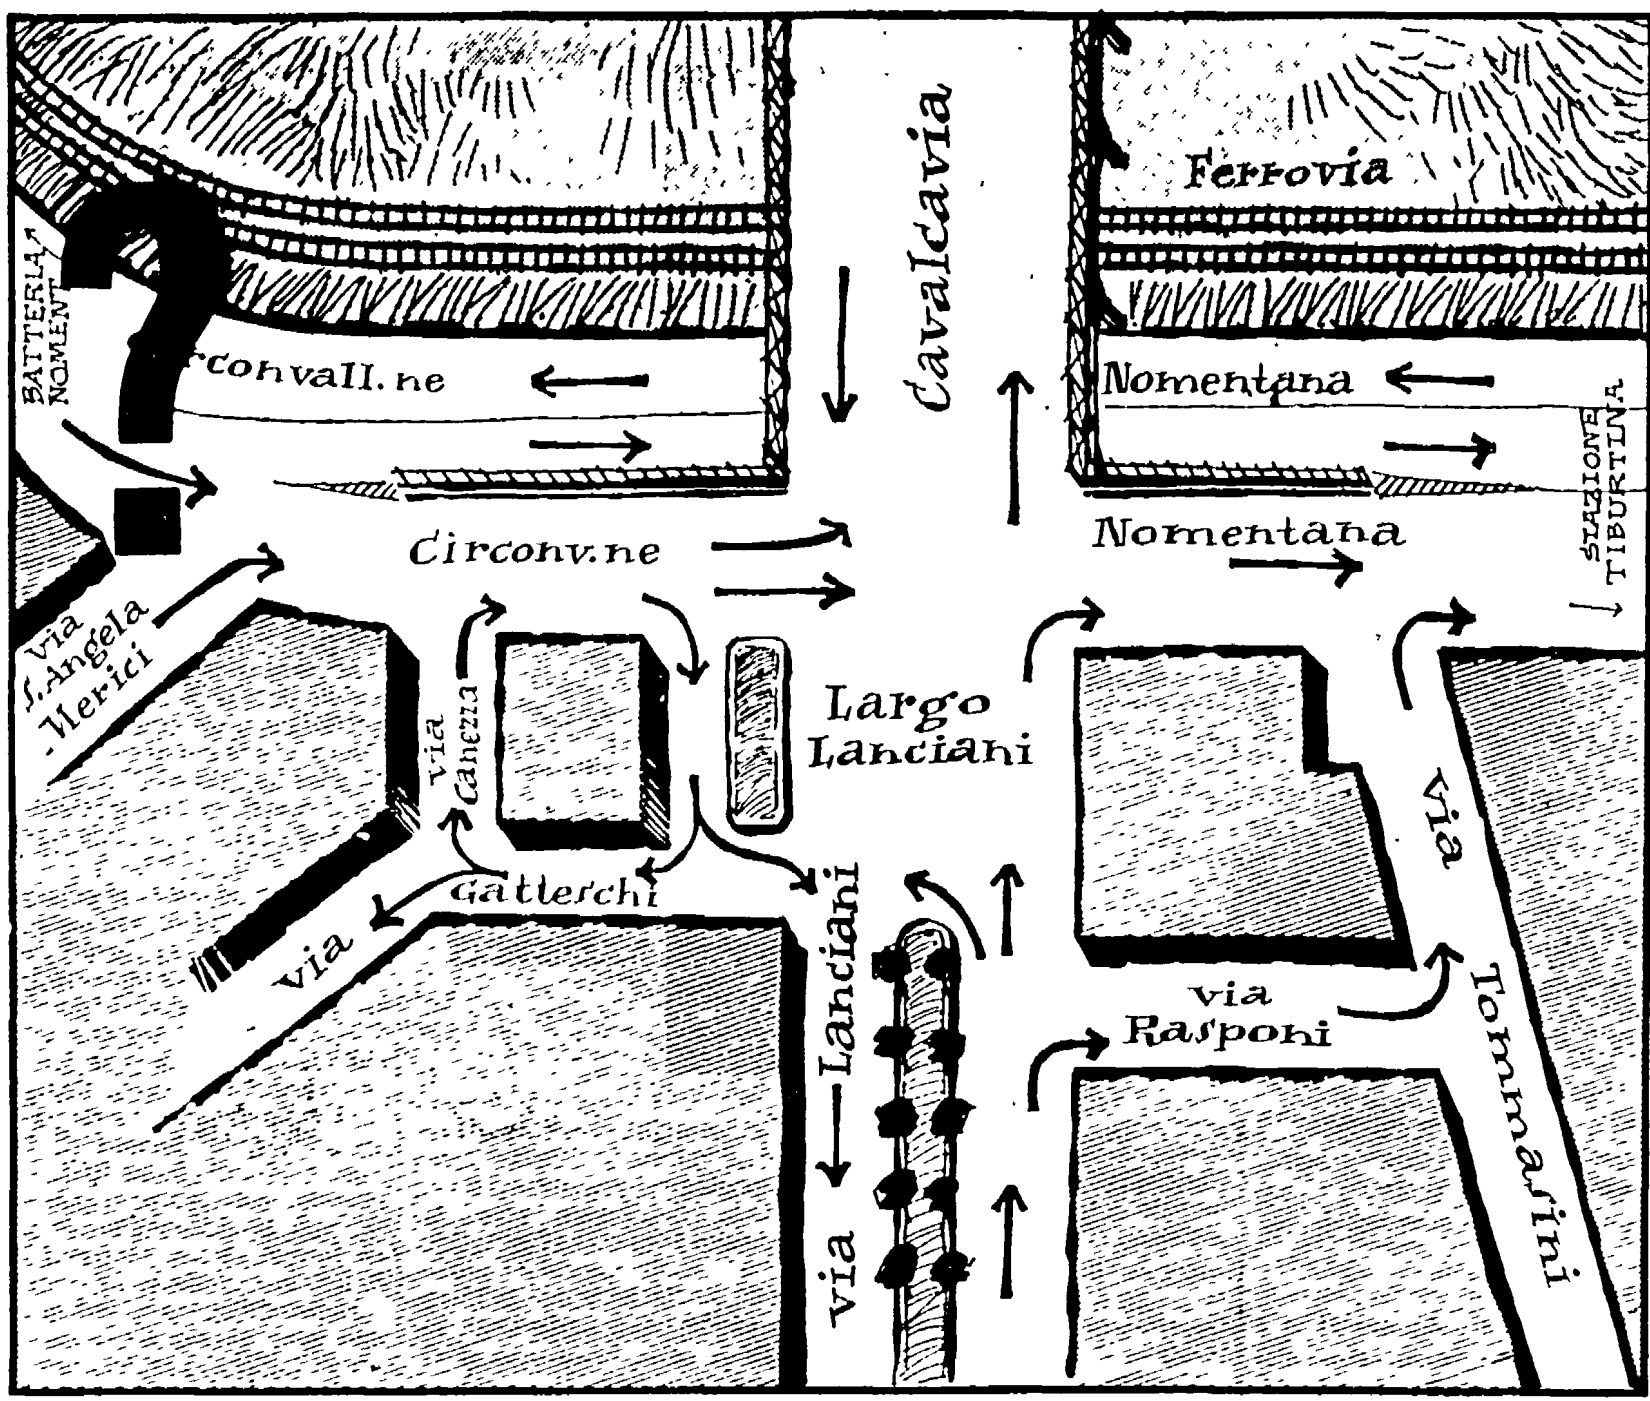 Ferrovia
Cavalcavia
BATTERIA
NOMENT.
rconvall.ne
Nomentana
STAZIONE
TIBURTINA
Circonv.ne
Nomentana
via
S. Angela
Merici
via
Canezza
Largo
Lanciani
via
Gatteschi
via Lanciani
via
Rasponi
via Tommasini
?